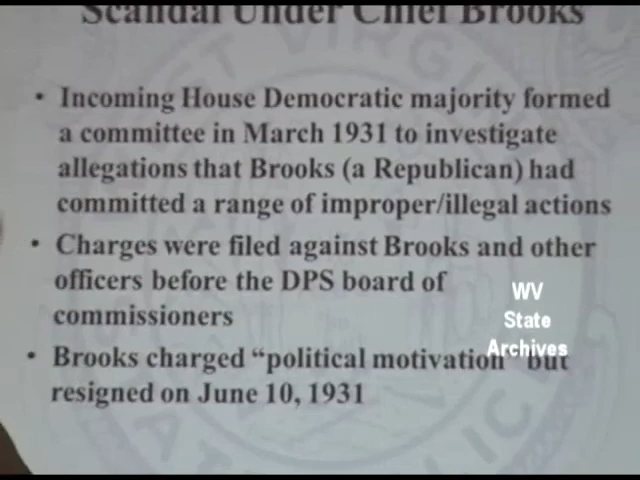 Scandal Under Chief Brooks
• Incoming House Democratic majority formed
a committee in March 1931 to investigate
allegations that Brooks (a Republican) had
committed a range of improper/illegal actions
• Charges were filed against Brooks and other
officers before the DPS board of
commissioners
• Brooks charged “political motivation” but
resigned on June 10, 1931
WV
State
Archives